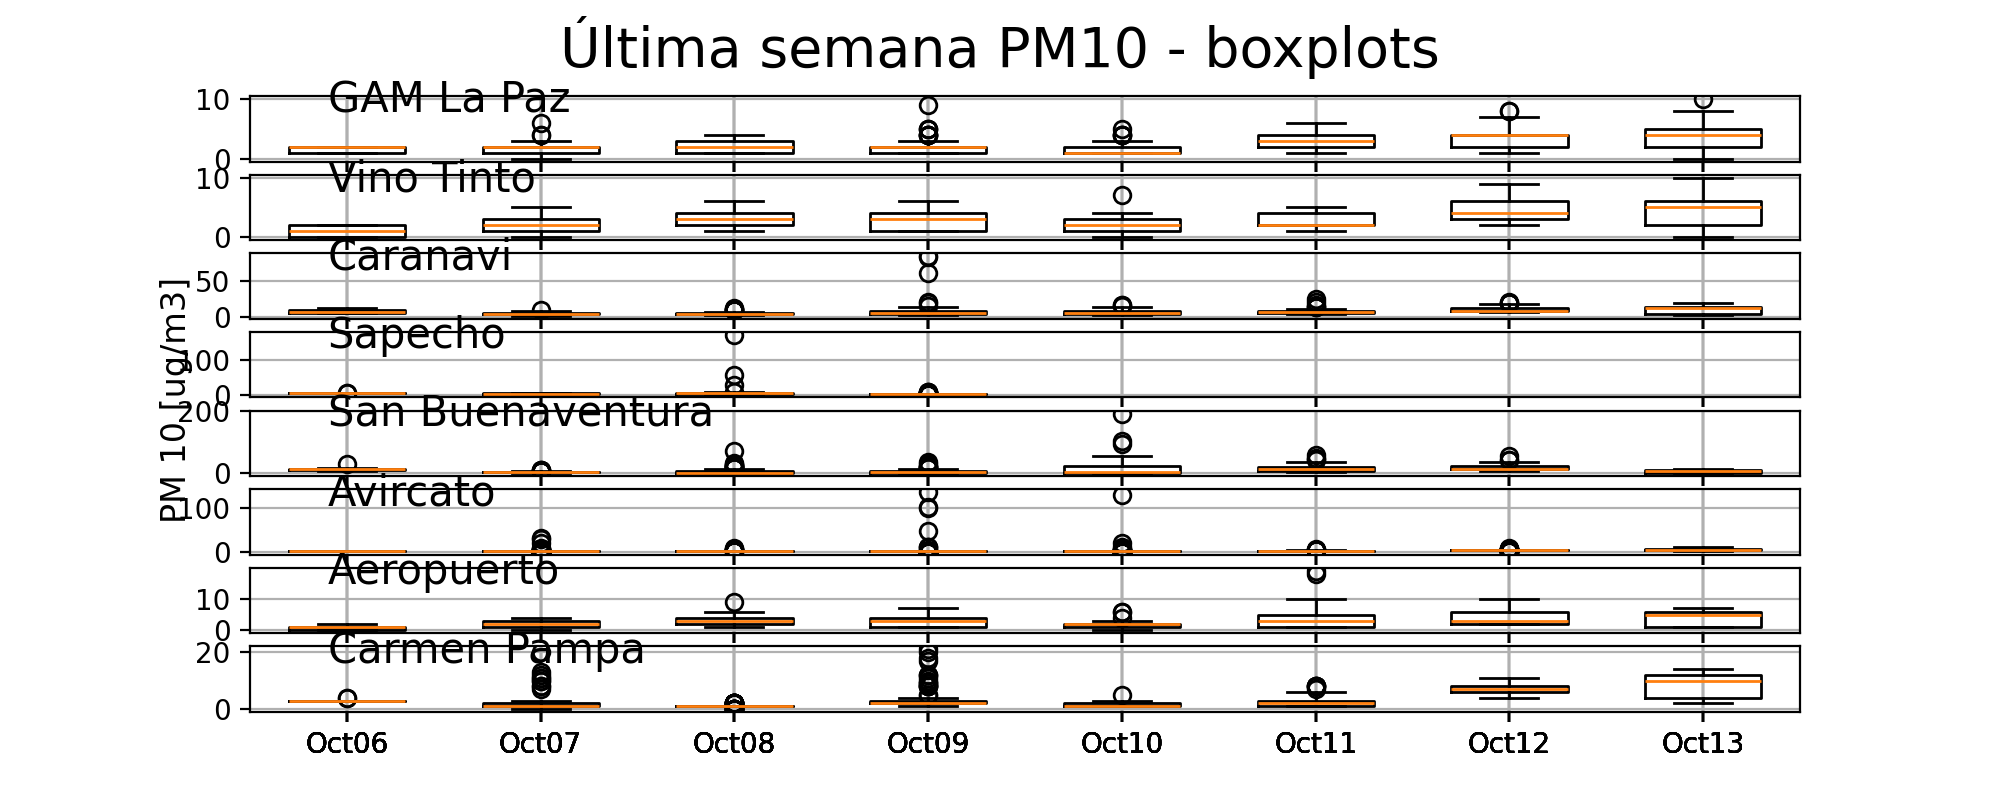 Última semana PM10 - boxplots
GAM La Paz
10
0
Vino Tinto
10
0
Caranavi
50
0
Sapecho
100
0
San Buenaventura
200
0
Avircato
100
0
Aeropuerto
10
0
Carmen Pampa
20
0
PM 10 [ug/m3]
Oct06 Oct07 Oct08 Oct09 Oct10 Oct11 Oct12 Oct13